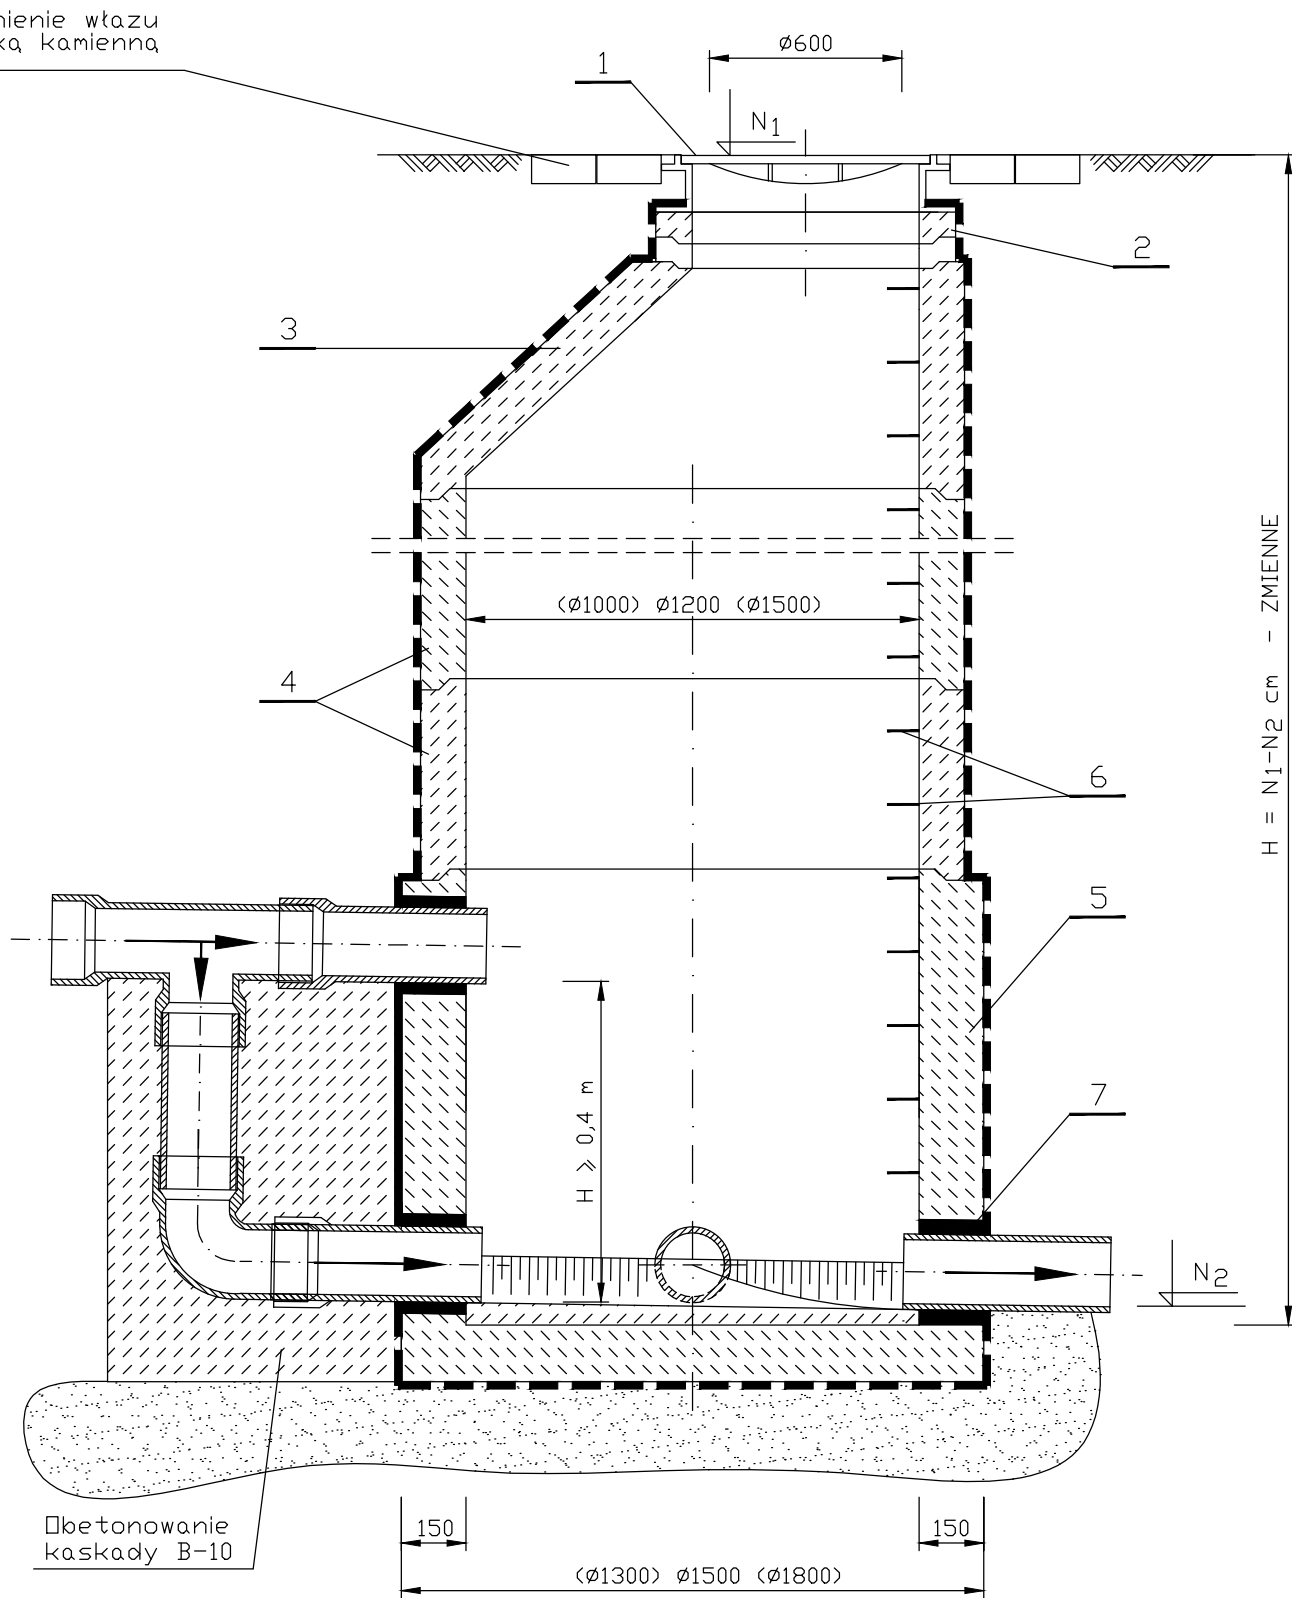 nienie włazu
ką kamienną
Ø600
1
N1
2
3
H = N1-N2 cm - ZMIENNE
(Ø1000) Ø1200 (Ø1500)
4
6
5
H ⩾ 0,4 m
7
N2
Obetonowanie
kaskady B-10
150
150
(Ø1300) Ø1500 (Ø1800)